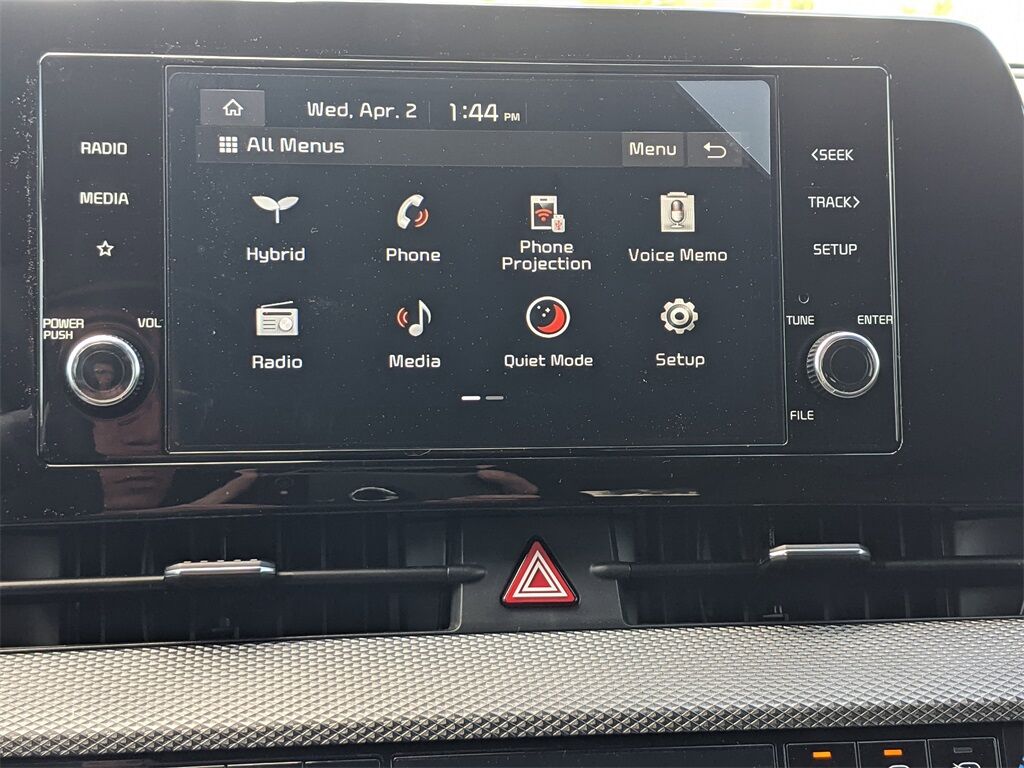 Wed, Apr. 2 1:44 PM
All Menus Menu
RADIO
MEDIA
<SEEK
TRACK>
SETUP
Hybrid
Phone
Phone
Projection
Voice Memo
Radio
Media
Quiet Mode
Setup
POWER
PUSH
VOL
TUNE
ENTER
FILE